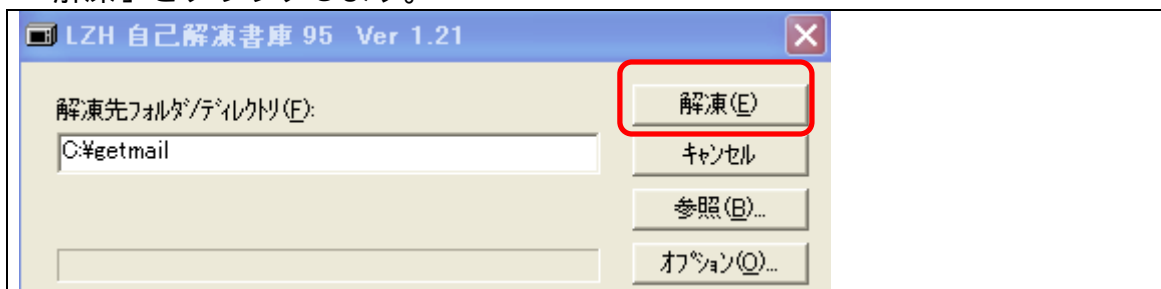 LZH 自己解凍書庫 95 Ver 1.21
解凍先フォルダ/ディレクトリ(F):
解凍(E)
C:¥getmail
キャンセル
参照(B)...
オプション(O)...